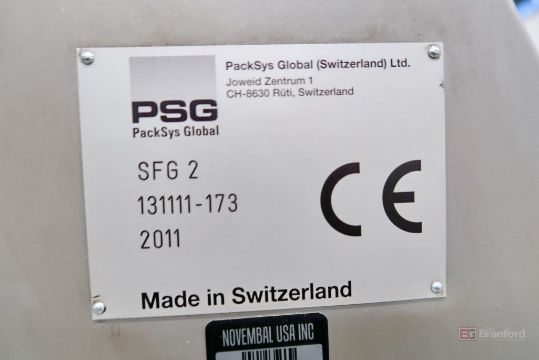 PackSys Global (Switzerland) Ltd.
Joweid Zentrum 1
CH-8630 Rüti, Switzerland
PSG
PackSys Global
SFG 2
131111-173
2011
CE
Made in Switzerland
NOVEMBAL USA INC
BG Branford